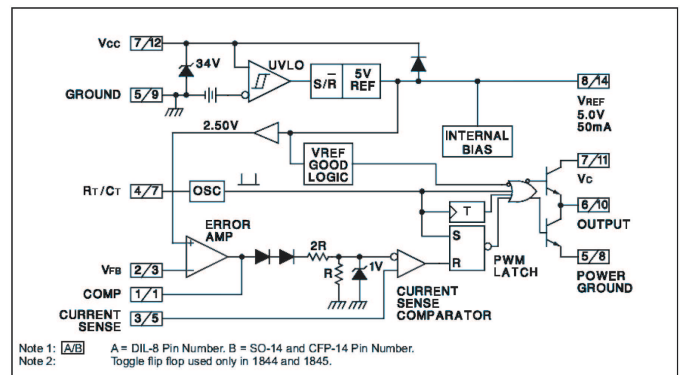 Vcc 7/12
34V
UVLO
GROUND 5/9
S/R
5V
REF
8/14
VREF
5.0V
50mA
2.50V
INTERNAL
BIAS
VREF
GOOD
LOGIC
7/11
Vc
RT/CT 4/7
OSC
T
6/10
OUTPUT
ERROR
AMP
2R
S
R
1V
R
PWM
LATCH
5/8
POWER
GROUND
VFB 2/3
COMP 1/1
CURRENT
SENSE 3/5
CURRENT
SENSE
COMPARATOR
Note 1: A/B A = DIL-8 Pin Number. B = SO-14 and CFP-14 Pin Number.
Note 2: Toggle flip flop used only in 1844 and 1845.